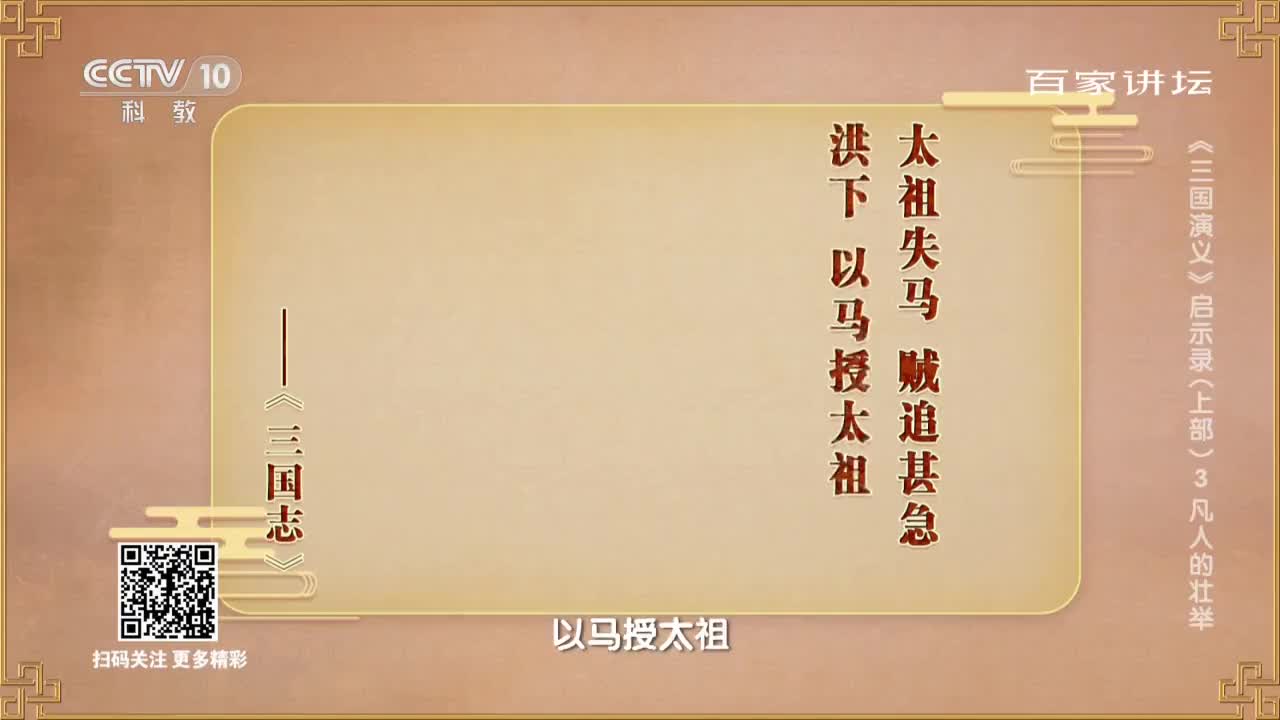 CCTV 10
科 教
百家讲坛
太祖失马 贼追甚急
洪下 以马授太祖
——《三国志》
《三国演义》启示录(上部)3 凡人的壮举
以马授太祖
扫码关注 更多精彩